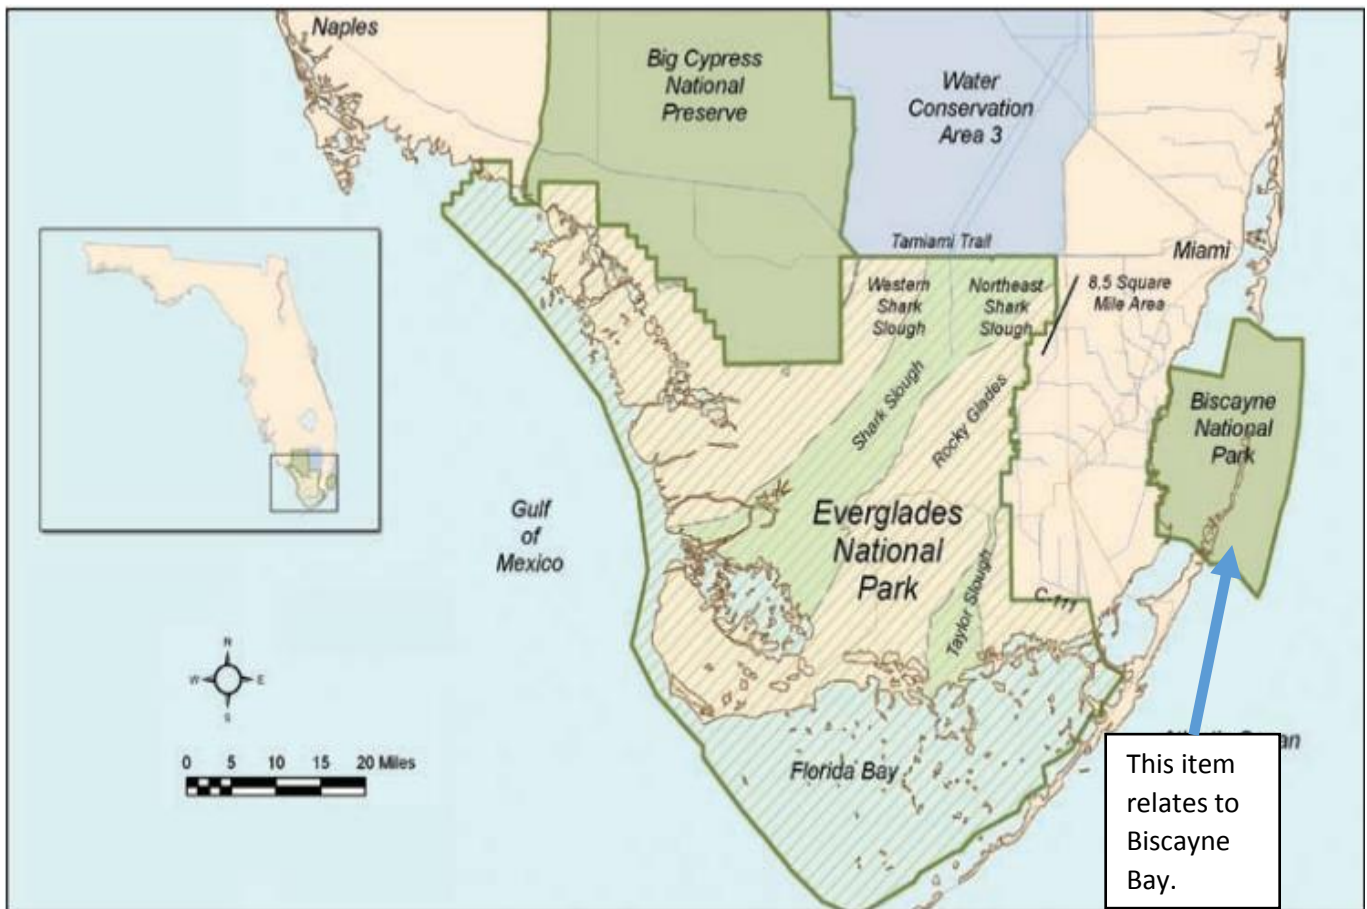 Naples
Big Cypress
National
Preserve
Water
Conservation
Area 3
Tamiami Trail
Miami
Western
Shark
Slough
Northeast
Shark
Slough
8.5 Square
Mile Area
Shark Slough
Rocky Glades
Biscayne
National
Park
Gulf
of
Mexico
Everglades
National
Park
Taylor Slough
C-111
N
W E
S
0 5 10 15 20 Miles
Florida Bay
This item
relates to
Biscayne
Bay.